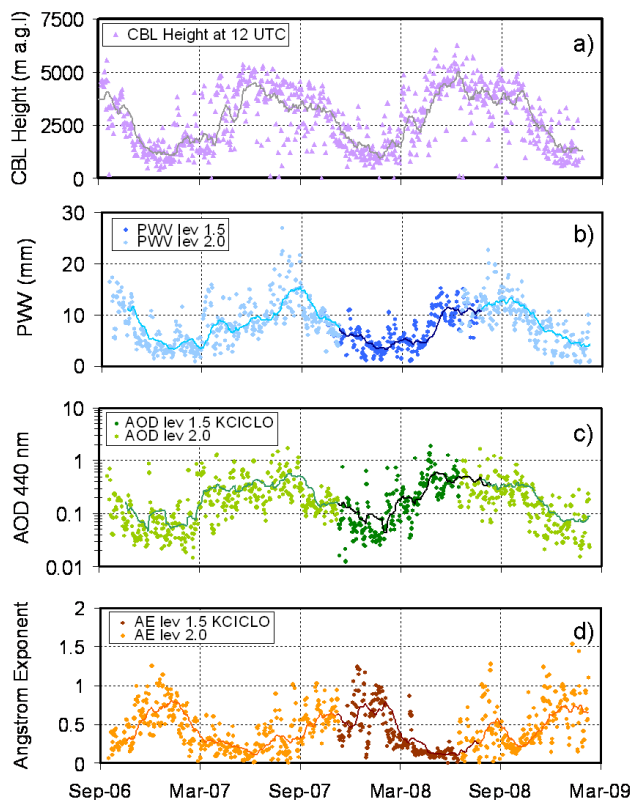 7500
CBL Height at 12 UTC
a)
5000
2500
0
CBL Height (m a.g.l)
30
PWV lev 1.5
PWV lev 2.0
b)
20
10
0
PWV (mm)
10
AOD lev 1.5 KCICLO
AOD lev 2.0
c)
1
0.1
0.01
AOD 440 nm
2
AE lev 1.5 KCICLO
AE lev 2.0
d)
1.5
1
0.5
0
Angstrom Exponent
Sep-06 Mar-07 Sep-07 Mar-08 Sep-08 Mar-09